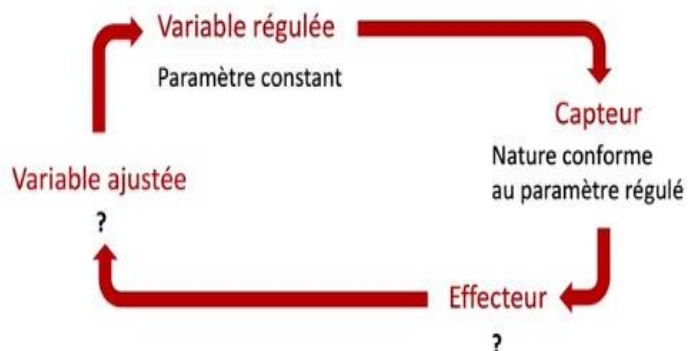 Variable régulée
Paramètre constant
Capteur
Nature conforme
au paramètre régulé
Variable ajustée
?
Effecteur
?